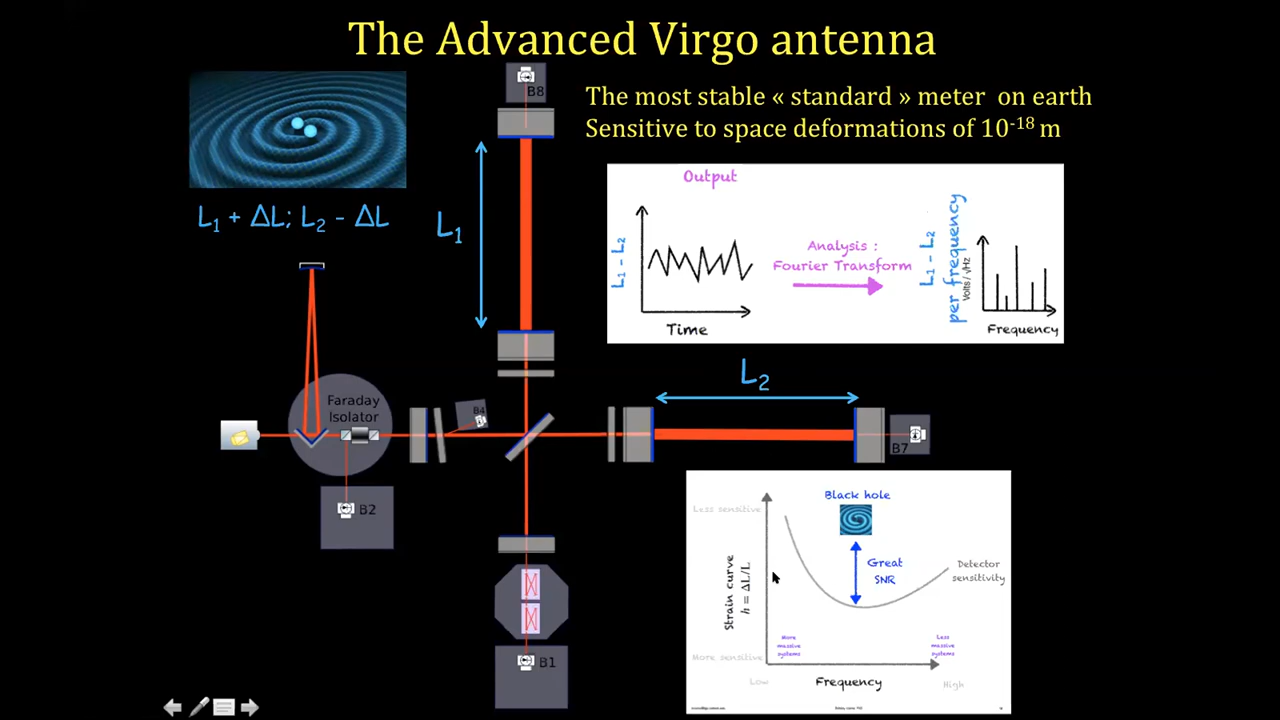 The Advanced Virgo antenna
The most stable « standard » meter on earth
Sensitive to space deformations of 10⁻¹⁸ m
B8
L₁ + ΔL; L₂ - ΔL
L₁
Output
L₁ - L₂
Time
Analysis :
Fourier Transform
L₁ - L₂
per frequency
Volts / √Hz
Frequency
L₂
Faraday
Isolator
B4
B7
B2
B1
Less sensitive
More sensitive
Strain curve
h = ΔL/L
Black hole
Great
SNR
Detector
sensitivity
More
massive
systems
Less
massive
systems
Low
Frequency
High